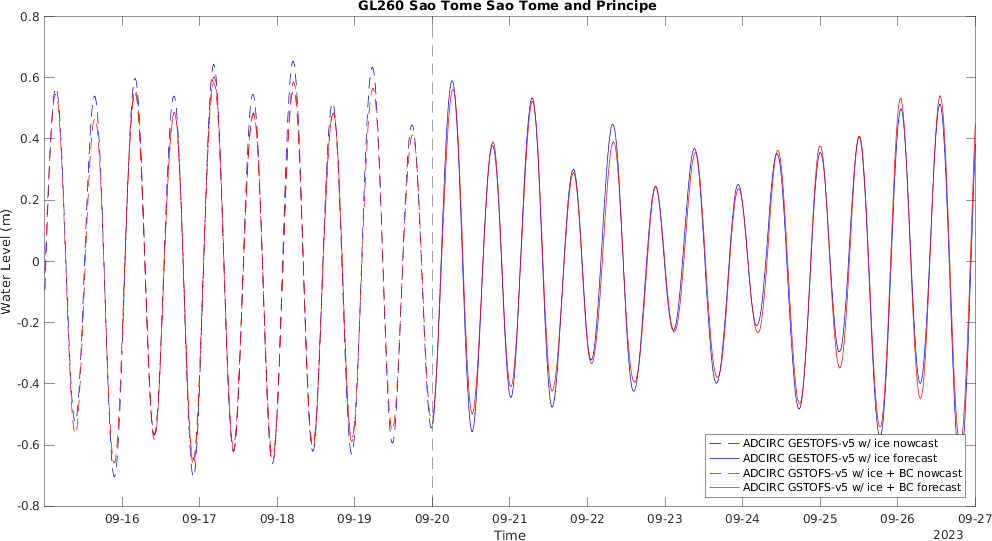 GL260 Sao Tome Sao Tome and Principe
0.8
0.6
0.4
0.2
0
-0.2
-0.4
-0.6
-0.8
Water Level (m)
ADCIRC GESTOFS-v5 w/ ice nowcast
ADCIRC GESTOFS-v5 w/ ice forecast
ADCIRC GSTOFS-v5 w/ ice + BC nowcast
ADCIRC GSTOFS-v5 w/ ice + BC forecast
09-16 09-17 09-18 09-19 09-20 09-21 09-22 09-23 09-24 09-25 09-26 09-27
Time
2023